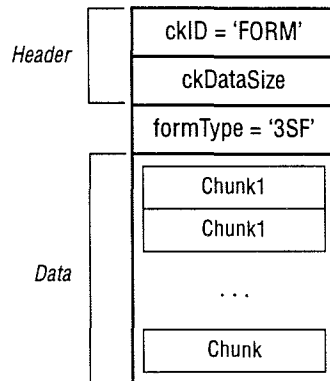 ckID = 'FORM'
Header
ckDataSize
formType = '3SF'
Chunk1
Chunk1
Data
...
Chunk